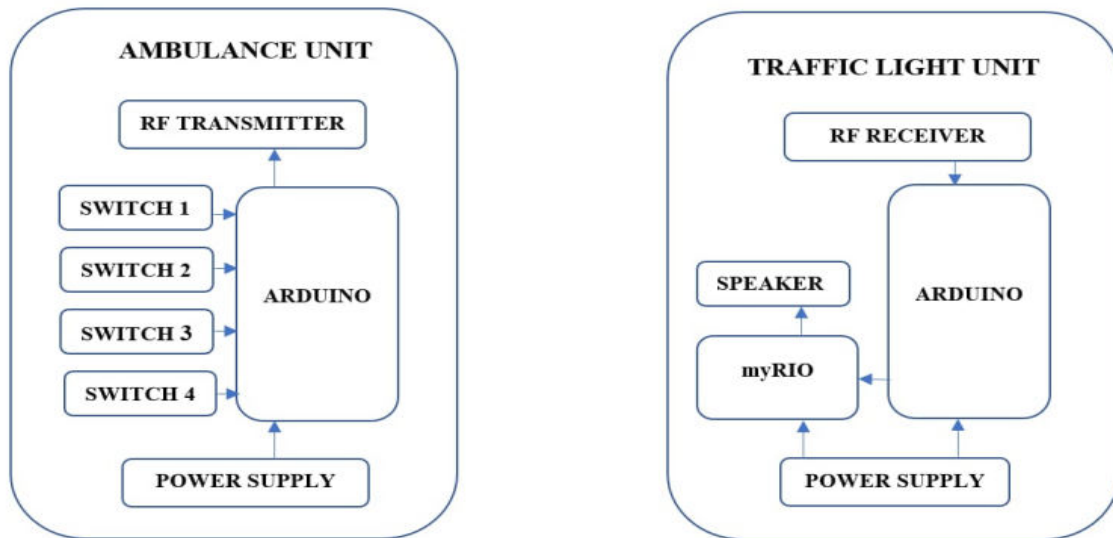 AMBULANCE UNIT
RF TRANSMITTER
SWITCH 1
SWITCH 2
SWITCH 3
SWITCH 4
ARDUINO
POWER SUPPLY
TRAFFIC LIGHT UNIT
RF RECEIVER
SPEAKER
ARDUINO
myRIO
POWER SUPPLY